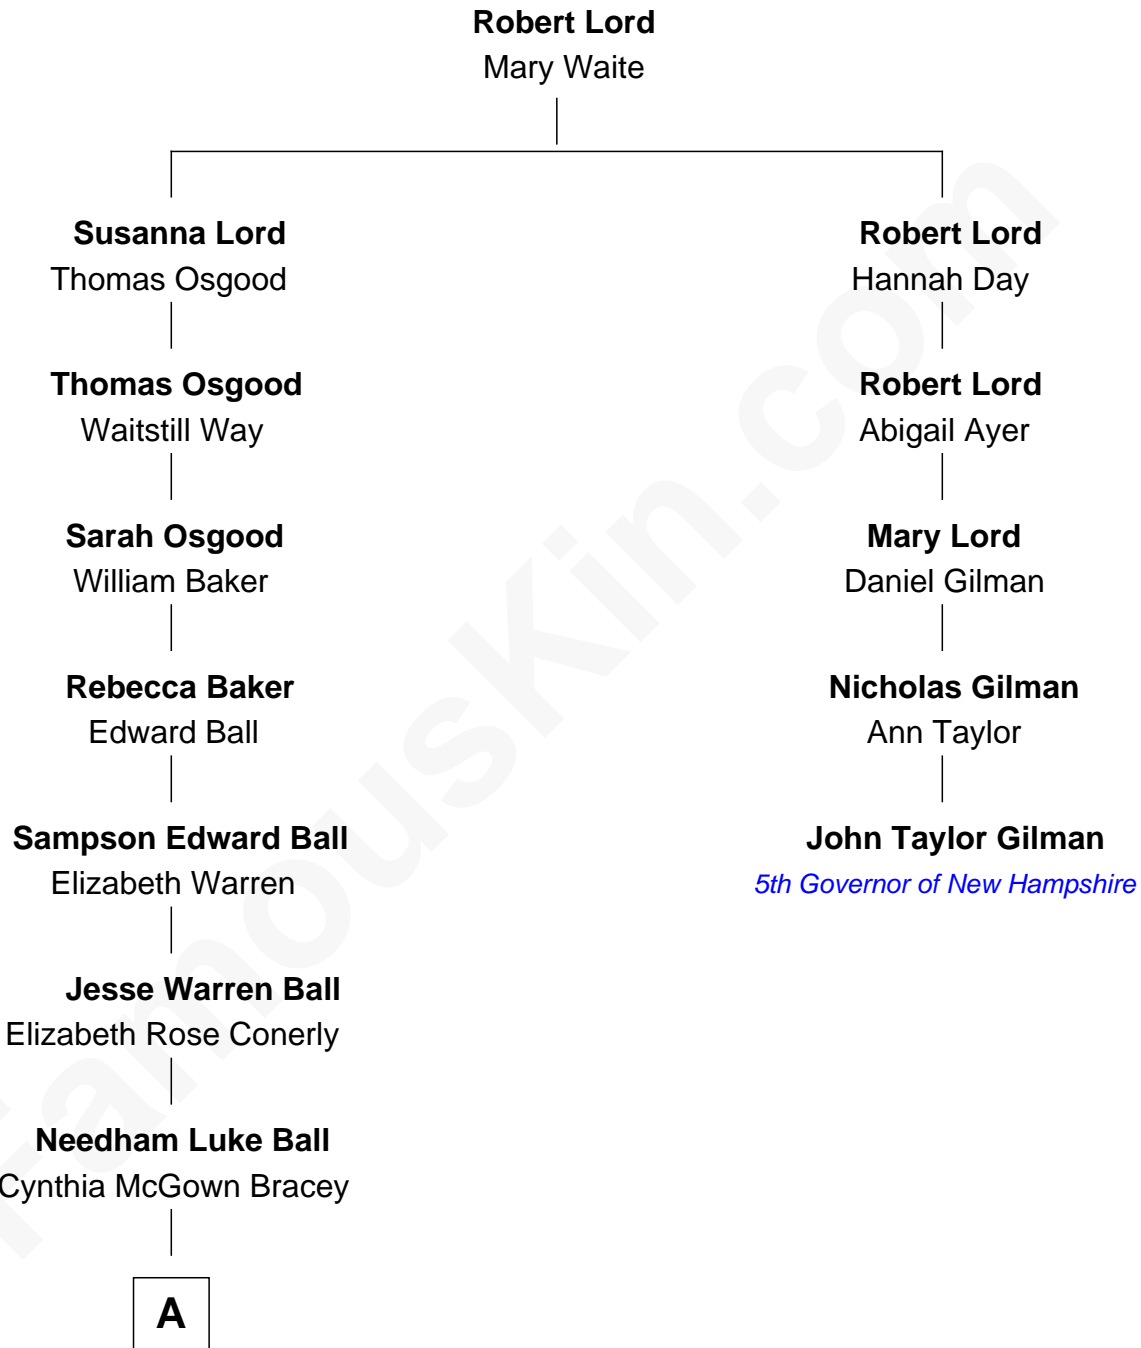 Robert Lord
Mary Waite
Susanna Lord
Thomas Osgood
Robert Lord
Hannah Day
Thomas Osgood
Waitstill Way
Robert Lord
Abigail Ayer
Sarah Osgood
William Baker
Mary Lord
Daniel Gilman
Rebecca Baker
Edward Ball
Nicholas Gilman
Ann Taylor
Sampson Edward Ball
Elizabeth Warren
John Taylor Gilman
5th Governor of New Hampshire
Jesse Warren Ball
Elizabeth Rose Conerly
Needham Luke Ball
Cynthia McGown Bracey
A
FamousKin.com